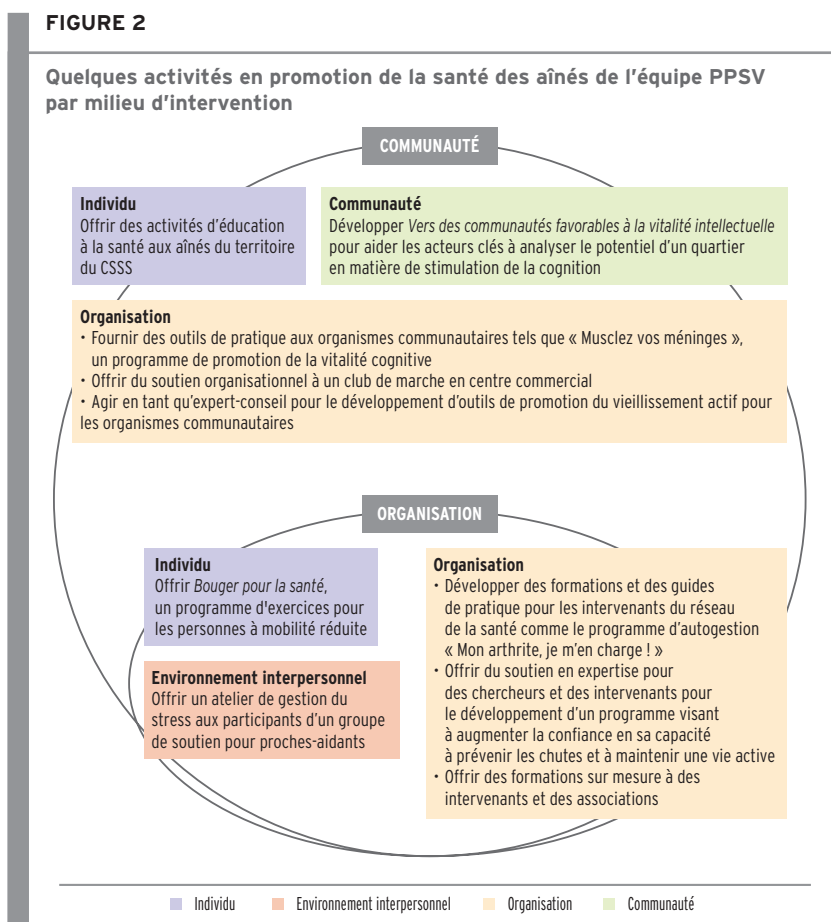 FIGURE 2
Quelques activités en promotion de la santé des aînés de l'équipe PPSV
par milieu d'intervention
COMMUNAUTÉ
Individu
Offrir des activités d'éducation
à la santé aux aînés du territoire
du CSSS
Communauté
Développer Vers des communautés favorables à la vitalité intellectuelle
pour aider les acteurs clés à analyser le potentiel d'un quartier
en matière de stimulation de la cognition
Organisation
• Fournir des outils de pratique aux organismes communautaires tels que « Musclez vos méninges »,
un programme de promotion de la vitalité cognitive
• Offrir du soutien organisationnel à un club de marche en centre commercial
• Agir en tant qu'expert-conseil pour le développement d'outils de promotion du vieillissement actif pour
les organismes communautaires
ORGANISATION
Individu
Offrir Bouger pour la santé,
un programme d'exercices pour
les personnes à mobilité réduite
Environnement interpersonnel
Offrir un atelier de gestion du
stress aux participants d'un groupe
de soutien pour proches-aidants
Organisation
• Développer des formations et des guides
de pratique pour les intervenants du réseau
de la santé comme le programme d'autogestion
« Mon arthrite, je m'en charge ! »
• Offrir du soutien en expertise pour
des chercheurs et des intervenants pour
le développement d'un programme visant
à augmenter la confiance en sa capacité
à prévenir les chutes et à maintenir une vie active
• Offrir des formations sur mesure à des
intervenants et des associations
Individu
Environnement interpersonnel
Organisation
Communauté